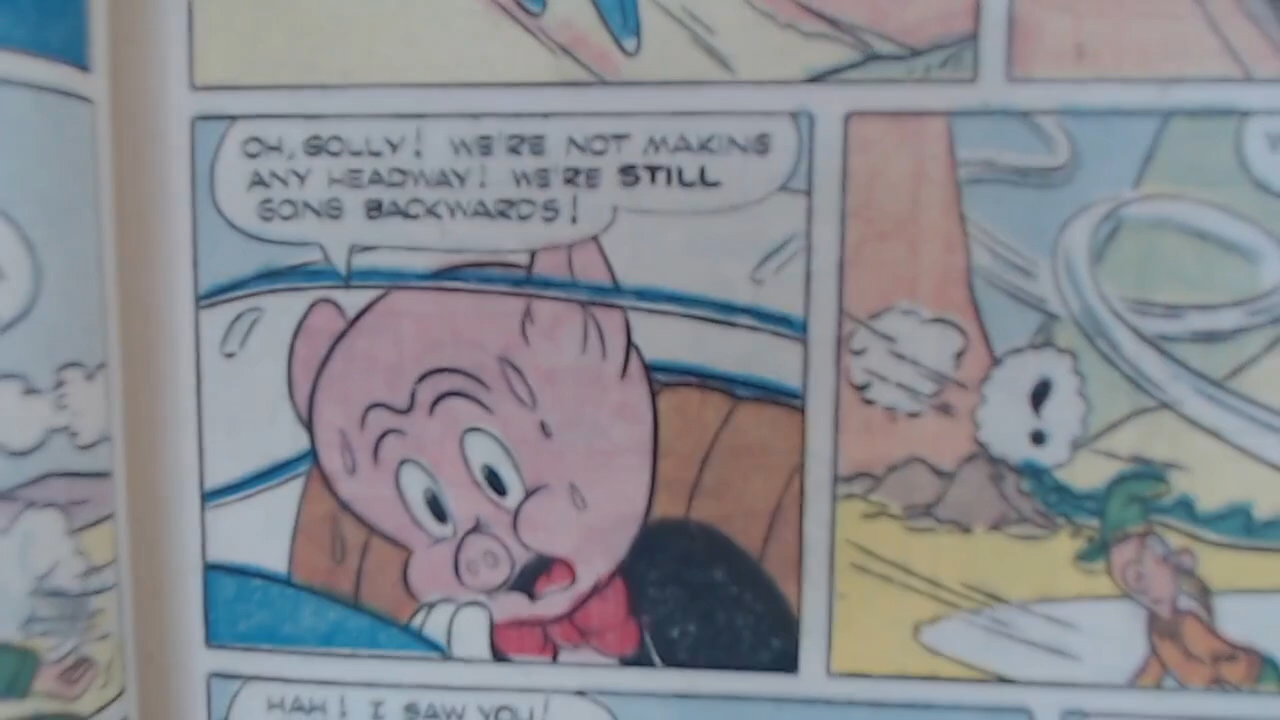 OH, GOLLY! WE'RE NOT MAKING
ANY HEADWAY! WE'RE STILL
GOING BACKWARDS!
HAH! I SAW YOU!